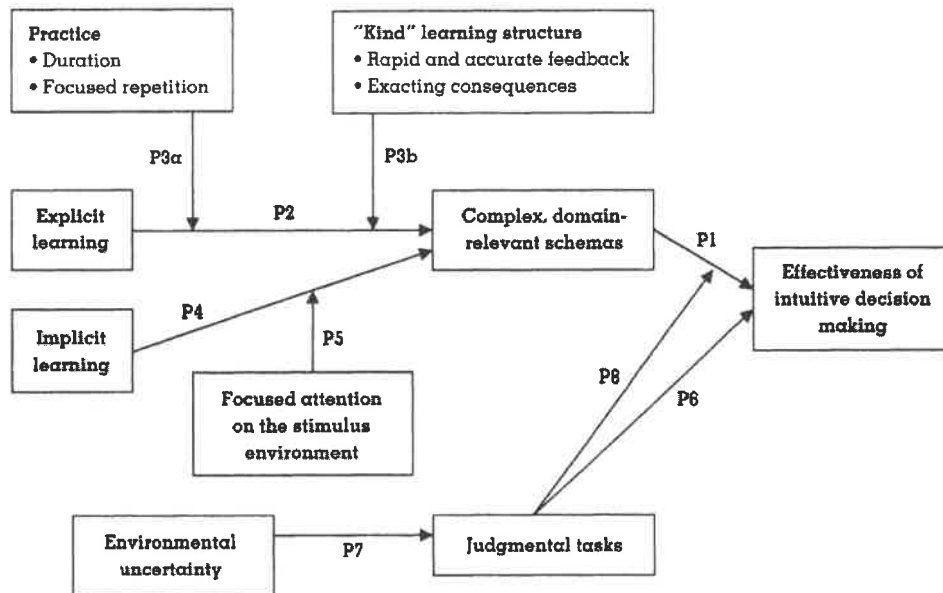 Practice
• Duration
• Focused repetition
“Kind” learning structure
• Rapid and accurate feedback
• Exacting consequences
P3a
P3b
Explicit
learning
P2
Complex, domain-
relevant schemas
P1
Effectiveness of
intuitive decision
making
Implicit
learning
P4
P5
Focused attention
on the stimulus
environment
P8
P6
Environmental
uncertainty
P7
Judgmental tasks